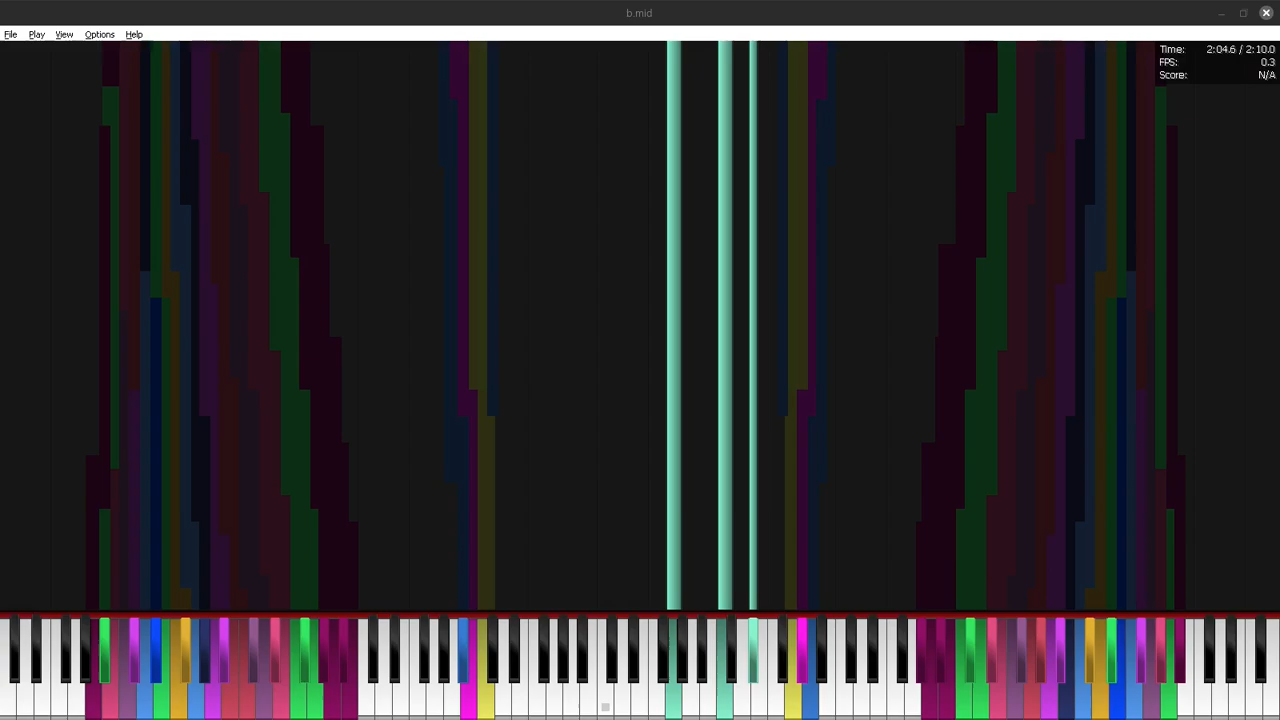 b.mid
File Play View Options Help
Time: 2:04.6 / 2:10.0
FPS: 0.3
Score: N/A